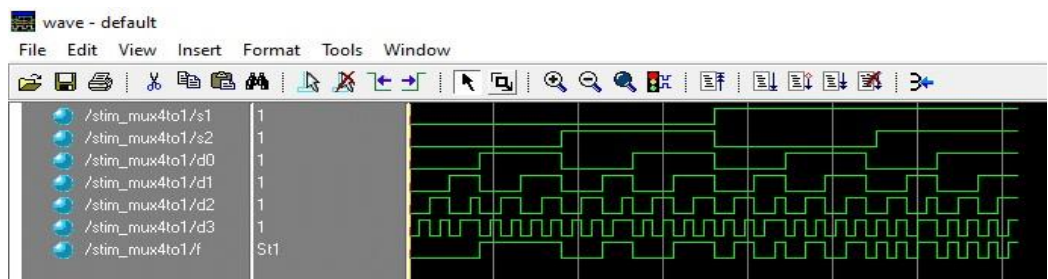 wave - default
File Edit View Insert Format Tools Window
/stim_mux4to1/s1 1
/stim_mux4to1/s2 1
/stim_mux4to1/d0 1
/stim_mux4to1/d1 1
/stim_mux4to1/d2 1
/stim_mux4to1/d3 1
/stim_mux4to1/f St1